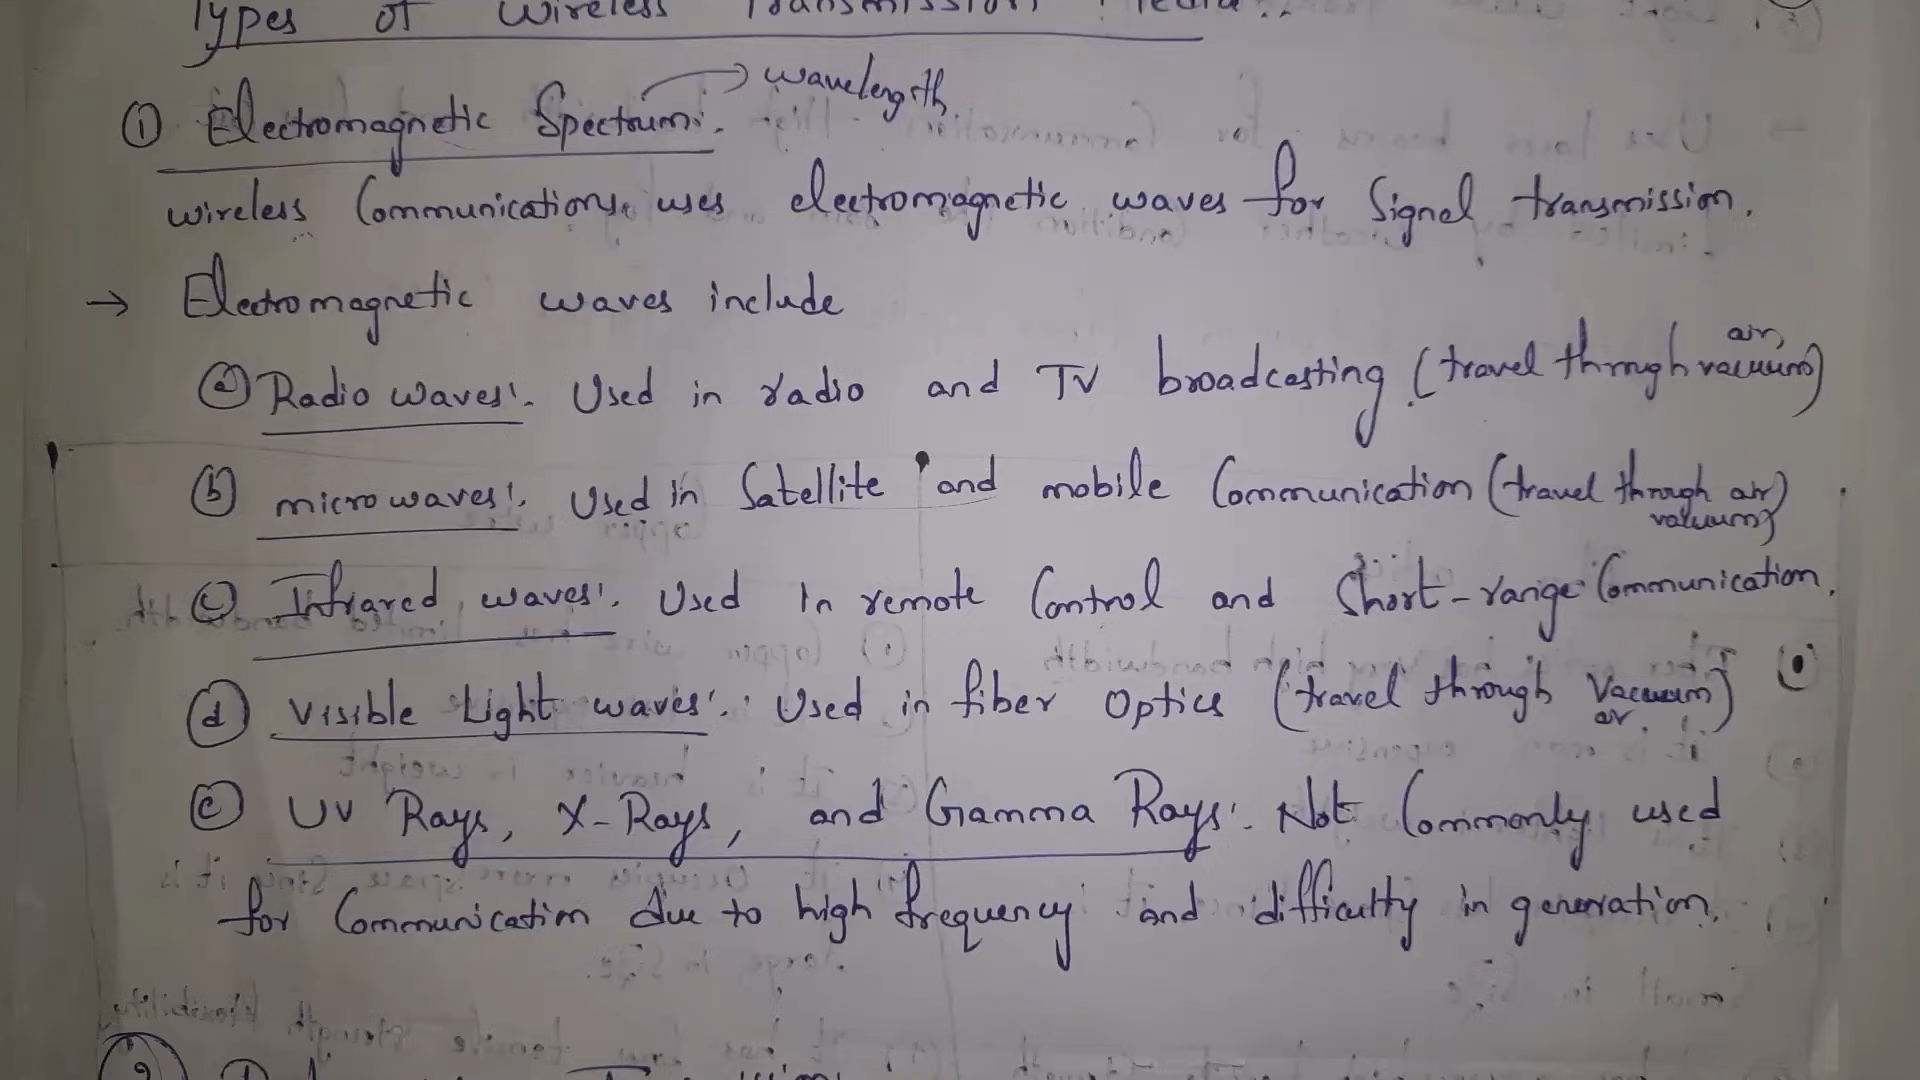 Types of Wireless Transmission Media:.
① Electromagnetic Spectrum:. → wavelength.
wireless Communications uses electromagnetic waves for Signal transmission.
→ Electromagnetic waves include
ⓐ Radio waves:. Used in radio and TV broadcasting (travel through air, vacuum)
ⓑ microwaves:. Used in Satellite and mobile Communication (travel through air, vacuum)
ⓒ Infrared waves:. Used in remote Control and Short-range Communication.
ⓓ Visible Light waves:. Used in fiber Optics (travel through Vacuum, air)
ⓔ UV Rays, X-Rays, and Gamma Rays:. Not Commonly used
for Communication due to high frequency and difficulty in generation.